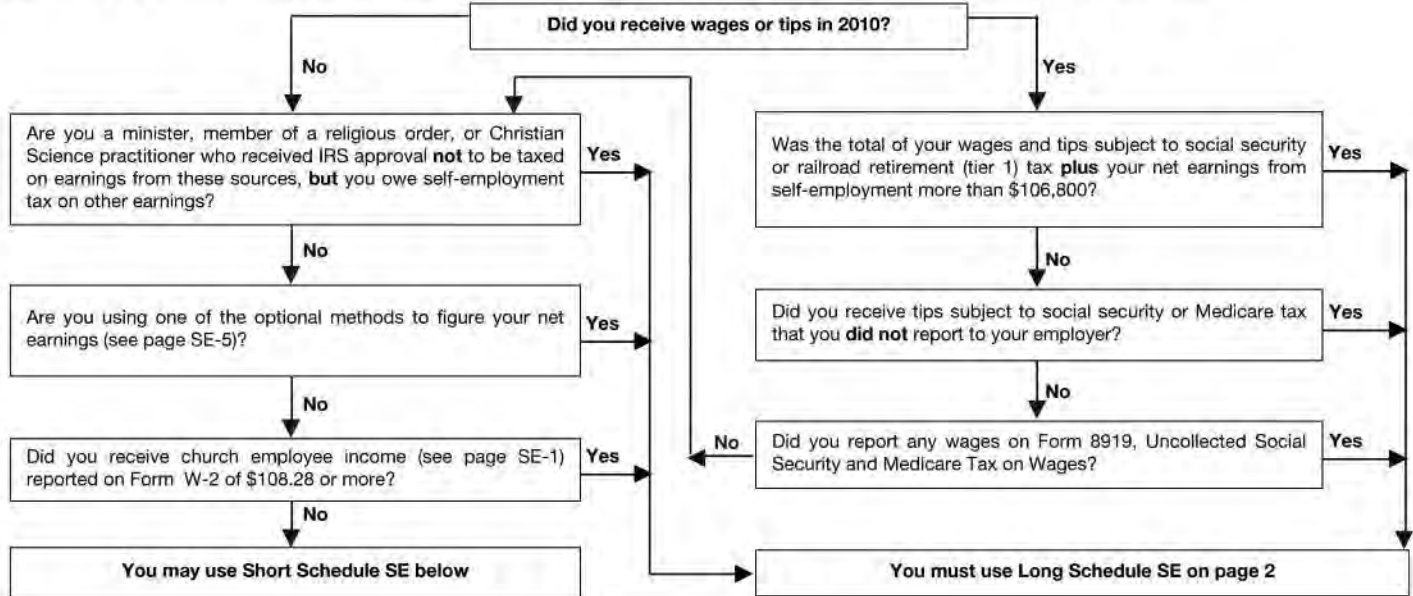 Did you receive wages or tips in 2010?
No
Yes
Are you a minister, member of a religious order, or Christian
Science practitioner who received IRS approval not to be taxed
on earnings from these sources, but you owe self-employment
tax on other earnings?
Yes
No
Are you using one of the optional methods to figure your net
earnings (see page SE-5)?
Yes
No
Did you receive church employee income (see page SE-1)
reported on Form W-2 of $108.28 or more?
Yes
No
You may use Short Schedule SE below
Was the total of your wages and tips subject to social security
or railroad retirement (tier 1) tax plus your net earnings from
self-employment more than $106,800?
Yes
No
Did you receive tips subject to social security or Medicare tax
that you did not report to your employer?
Yes
No
No
Did you report any wages on Form 8919, Uncollected Social
Security and Medicare Tax on Wages?
Yes
You must use Long Schedule SE on page 2